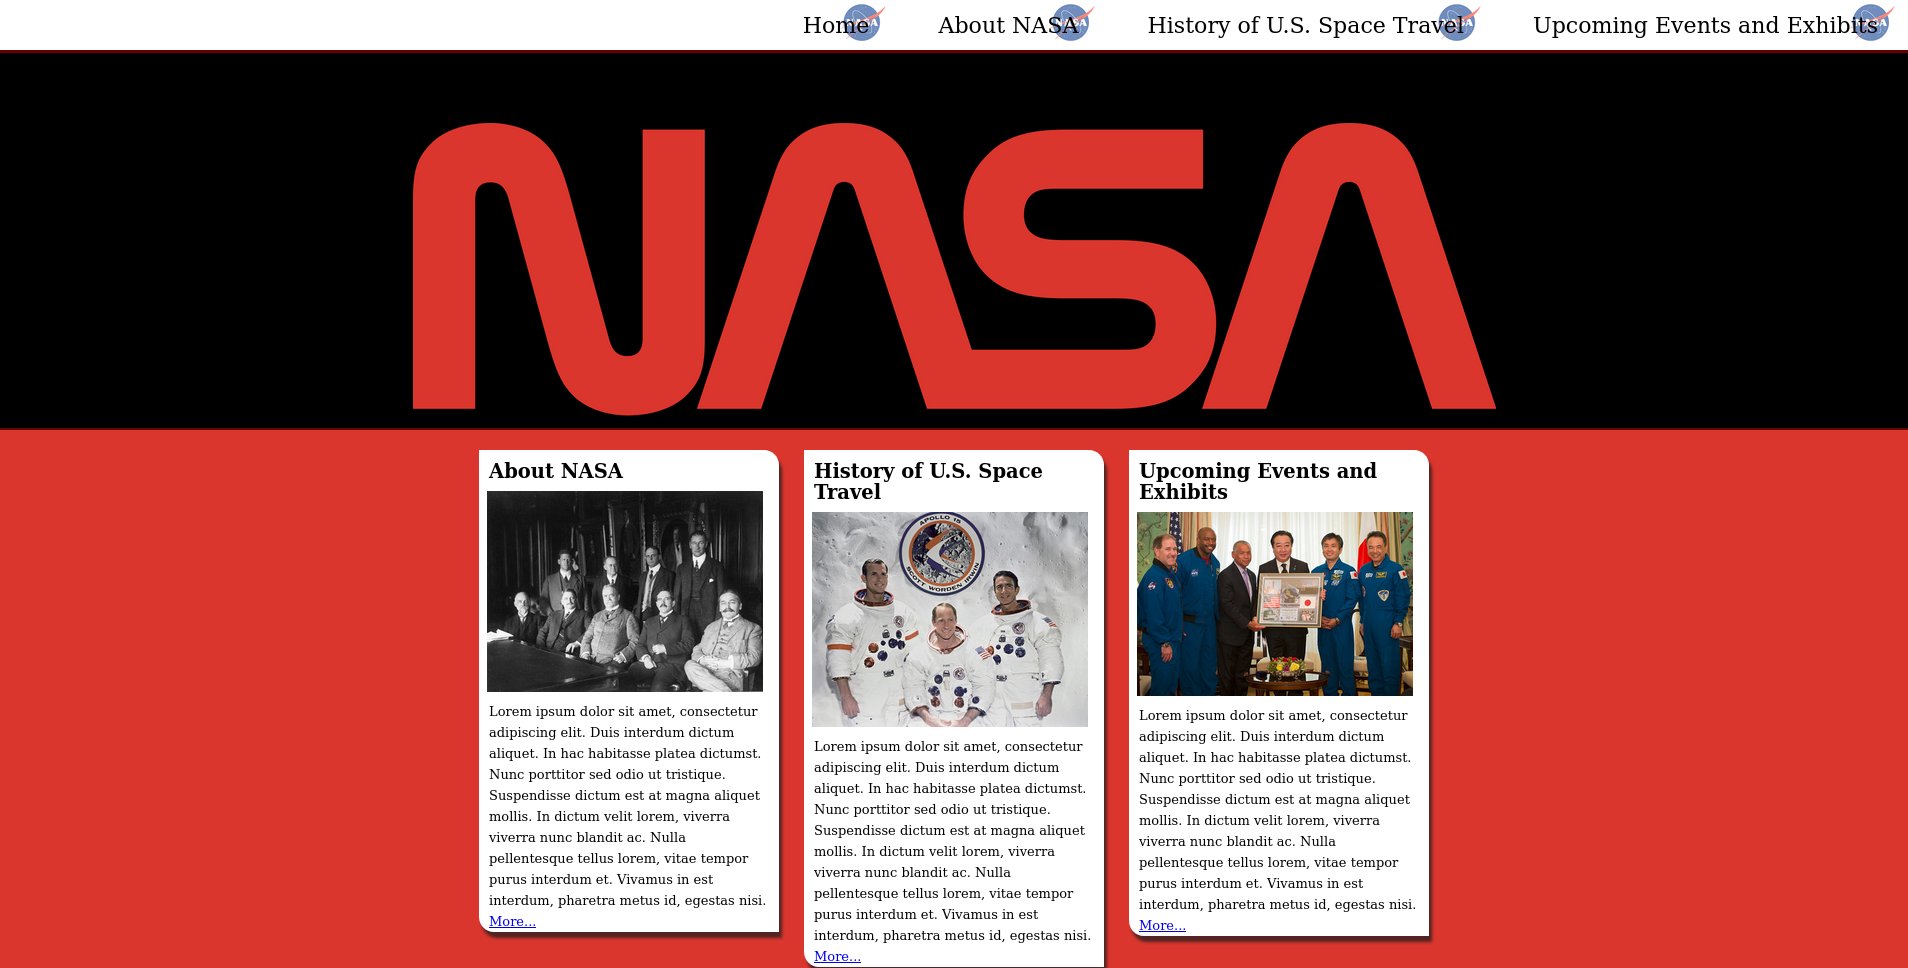 Home About NASA History of U.S. Space Travel Upcoming Events and Exhibits
NASA
About NASA
Lorem ipsum dolor sit amet, consectetur
adipiscing elit. Duis interdum dictum
aliquet. In hac habitasse platea dictumst.
Nunc porttitor sed odio ut tristique.
Suspendisse dictum est at magna aliquet
mollis. In dictum velit lorem, viverra
viverra nunc blandit ac. Nulla
pellentesque tellus lorem, vitae tempor
purus interdum et. Vivamus in est
interdum, pharetra metus id, egestas nisi.
More...
History of U.S. Space
Travel
APOLLO 15
SCOTT WORDEN IRWIN
Lorem ipsum dolor sit amet, consectetur
adipiscing elit. Duis interdum dictum
aliquet. In hac habitasse platea dictumst.
Nunc porttitor sed odio ut tristique.
Suspendisse dictum est at magna aliquet
mollis. In dictum velit lorem, viverra
viverra nunc blandit ac. Nulla
pellentesque tellus lorem, vitae tempor
purus interdum et. Vivamus in est
interdum, pharetra metus id, egestas nisi.
More...
Upcoming Events and
Exhibits
Lorem ipsum dolor sit amet, consectetur
adipiscing elit. Duis interdum dictum
aliquet. In hac habitasse platea dictumst.
Nunc porttitor sed odio ut tristique.
Suspendisse dictum est at magna aliquet
mollis. In dictum velit lorem, viverra
viverra nunc blandit ac. Nulla
pellentesque tellus lorem, vitae tempor
purus interdum et. Vivamus in est
interdum, pharetra metus id, egestas nisi.
More...